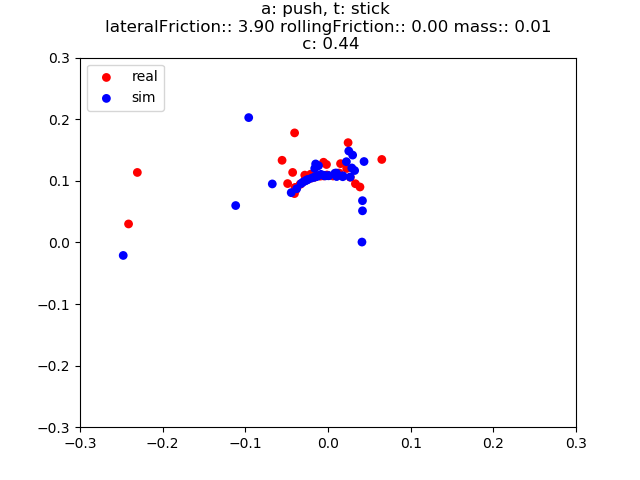 a: push, t: stick
lateralFriction:: 3.90 rollingFriction:: 0.00 mass:: 0.01
c: 0.44
real
sim
0.3
0.2
0.1
0.0
−0.1
−0.2
−0.3
−0.3
−0.2
−0.1
0.0
0.1
0.2
0.3